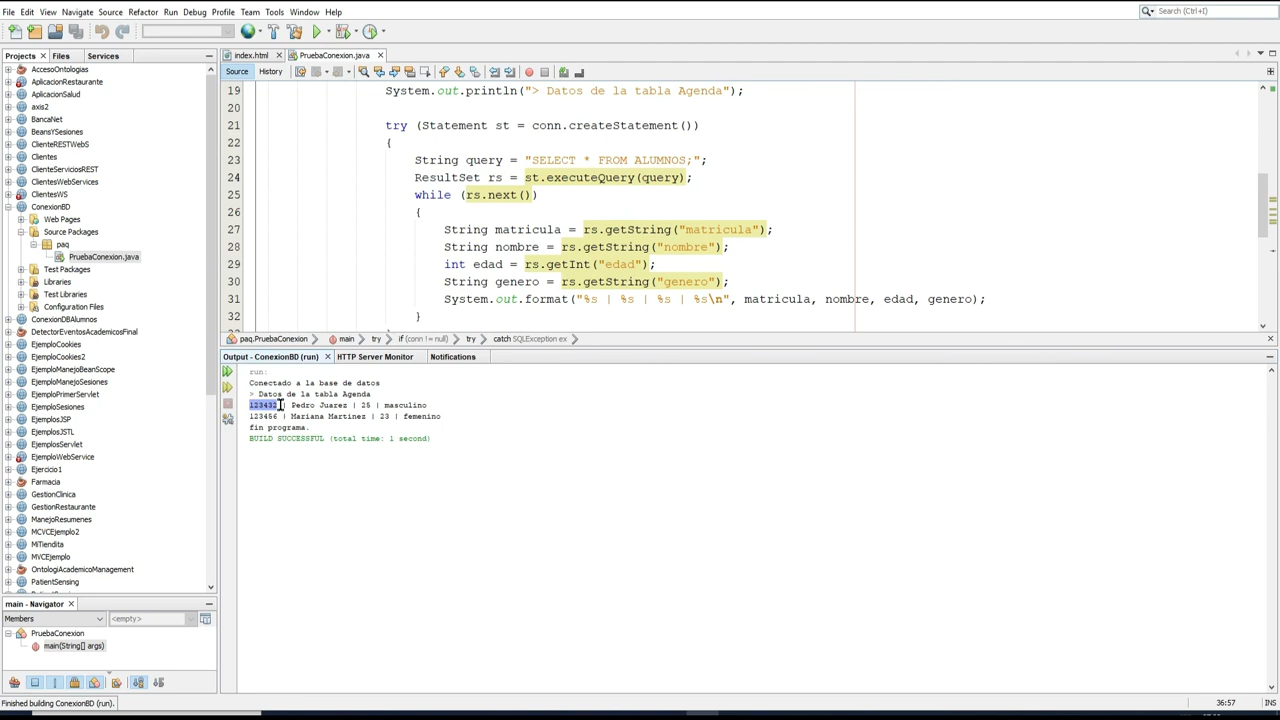 File Edit View Navigate Source Refactor Run Debug Profile Team Tools Window Help
Search (Ctrl+I)
Projects Files Services
index.html PruebaConexion.java
Source History
AccesoOntologias
AplicacionRestaurante
AplicacionSalud
axis2
BancaNet
BeansYSesiones
ClienteRESTWebS
Clientes
ClienteServiciosREST
ClientesWebServices
ClientesWS
ConexionBD
Web Pages
Source Packages
paq
PruebaConexion.java
Test Packages
Libraries
Test Libraries
Configuration Files
ConexionDBAlumnos
DetectorEventosAcademicosFinal
EjemploCookies
EjemploCookies2
EjemploManejoBeanScope
EjemploManejoSesiones
EjemploPrimerServlet
EjemploSesiones
EjemplosJSP
EjemplosJSTL
EjemplosServlet
EjemploWebService
Ejercicio1
Farmacia
GestionClinica
GestionRestaurante
ManejoResumenes
MCVCEjemplo2
MiTiendita
MVCEjemplo
OntologiAcademicoManagement
PatientSensing
19 System.out.println("> Datos de la tabla Agenda");
20
21 try (Statement st = conn.createStatement())
22 {
23 String query = "SELECT * FROM ALUMNOS;";
24 ResultSet rs = st.executeQuery(query);
25 while (rs.next())
26 {
27 String matricula = rs.getString("matricula");
28 String nombre = rs.getString("nombre");
29 int edad = rs.getInt("edad");
30 String genero = rs.getString("genero");
31 System.out.format("%s | %s | %s | %s\n", matricula, nombre, edad, genero);
32 }
paq.PruebaConexion main try if (conn != null) try catch SQLException ex
Output - ConexionBD (run) HTTP Server Monitor Notifications
run:
Conectado a la base de datos
> Datos de la tabla Agenda
123432 | Pedro Juarez | 25 | masculino
123456 | Mariana Martinez | 23 | femenino
fin programa.
BUILD SUCCESSFUL (total time: 1 second)
main - Navigator
Members <empty>
PruebaConexion
main(String[] args)
Finished building ConexionBD (run).
36:57 INS